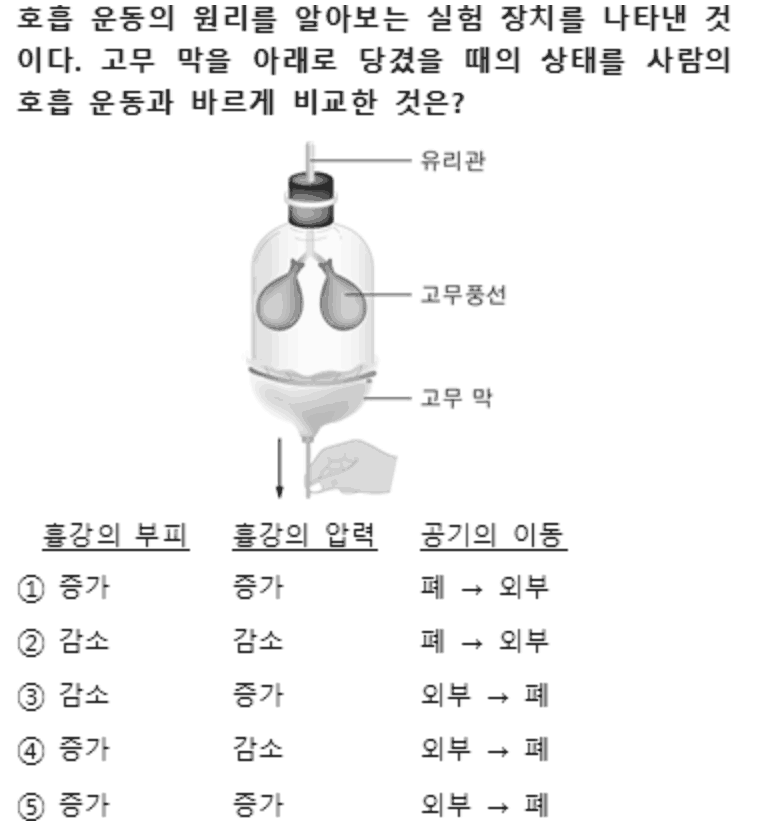 호흡 운동의 원리를 알아보는 실험 장치를 나타낸 것
이다. 고무 막을 아래로 당겼을 때의 상태를 사람의
호흡 운동과 바르게 비교한 것은?
유리관
고무풍선
고무 막
흉강의 부피 흉강의 압력 공기의 이동
① 증가 증가 폐 → 외부
② 감소 감소 폐 → 외부
③ 감소 증가 외부 → 폐
④ 증가 감소 외부 → 폐
⑤ 증가 증가 외부 → 폐